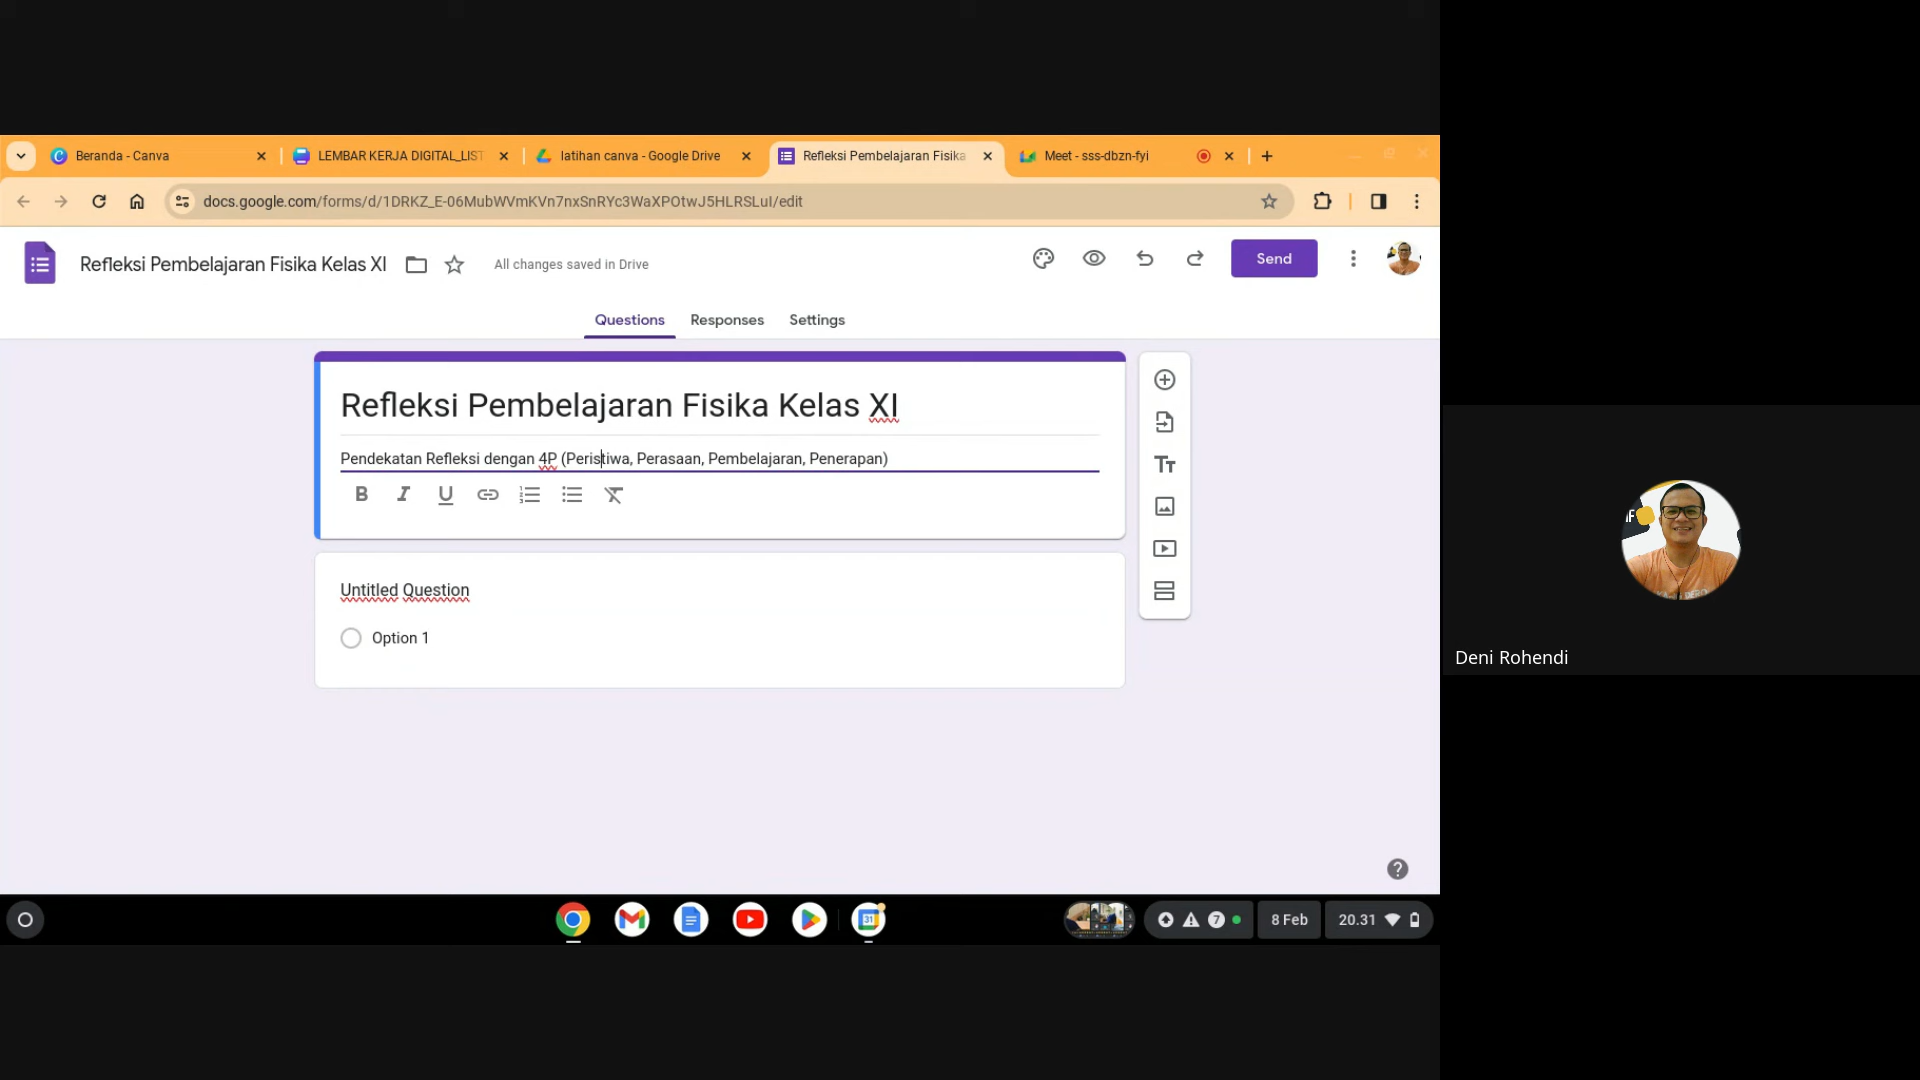 Beranda - Canva
LEMBAR KERJA DIGITAL_LIST
latihan canva - Google Drive
Refleksi Pembelajaran Fisika
Meet - sss-dbzn-fyi
docs.google.com/forms/d/1DRKZ_E-06MubWVmKVn7nxSnRYc3WaXPOtwJ5HLRSLuI/edit
Refleksi Pembelajaran Fisika Kelas XI
All changes saved in Drive
Send
Questions
Responses
Settings
Refleksi Pembelajaran Fisika Kelas XI
Pendekatan Refleksi dengan 4P (Peristiwa, Perasaan, Pembelajaran, Penerapan)
B I U
Tт
Untitled Question
Option 1
Deni Rohendi
31
7
8 Feb
20.31